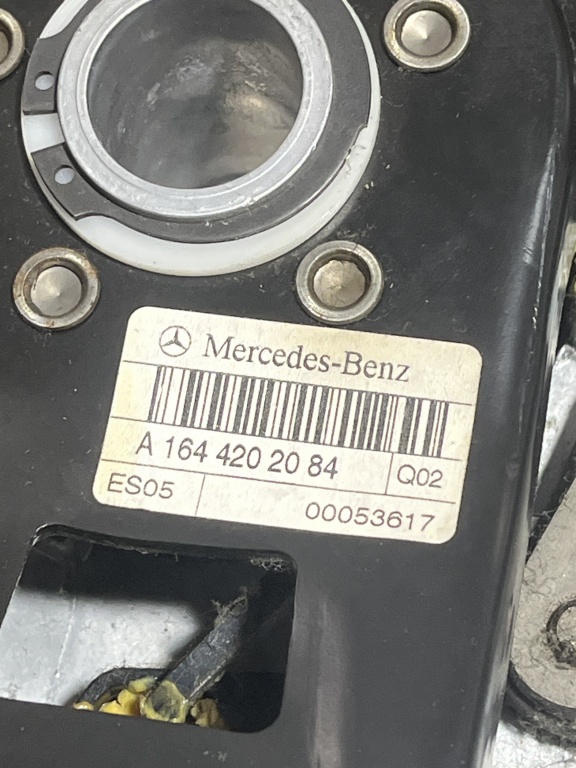 Mercedes-Benz
A 164 420 20 84
Q02
ES05
00053617